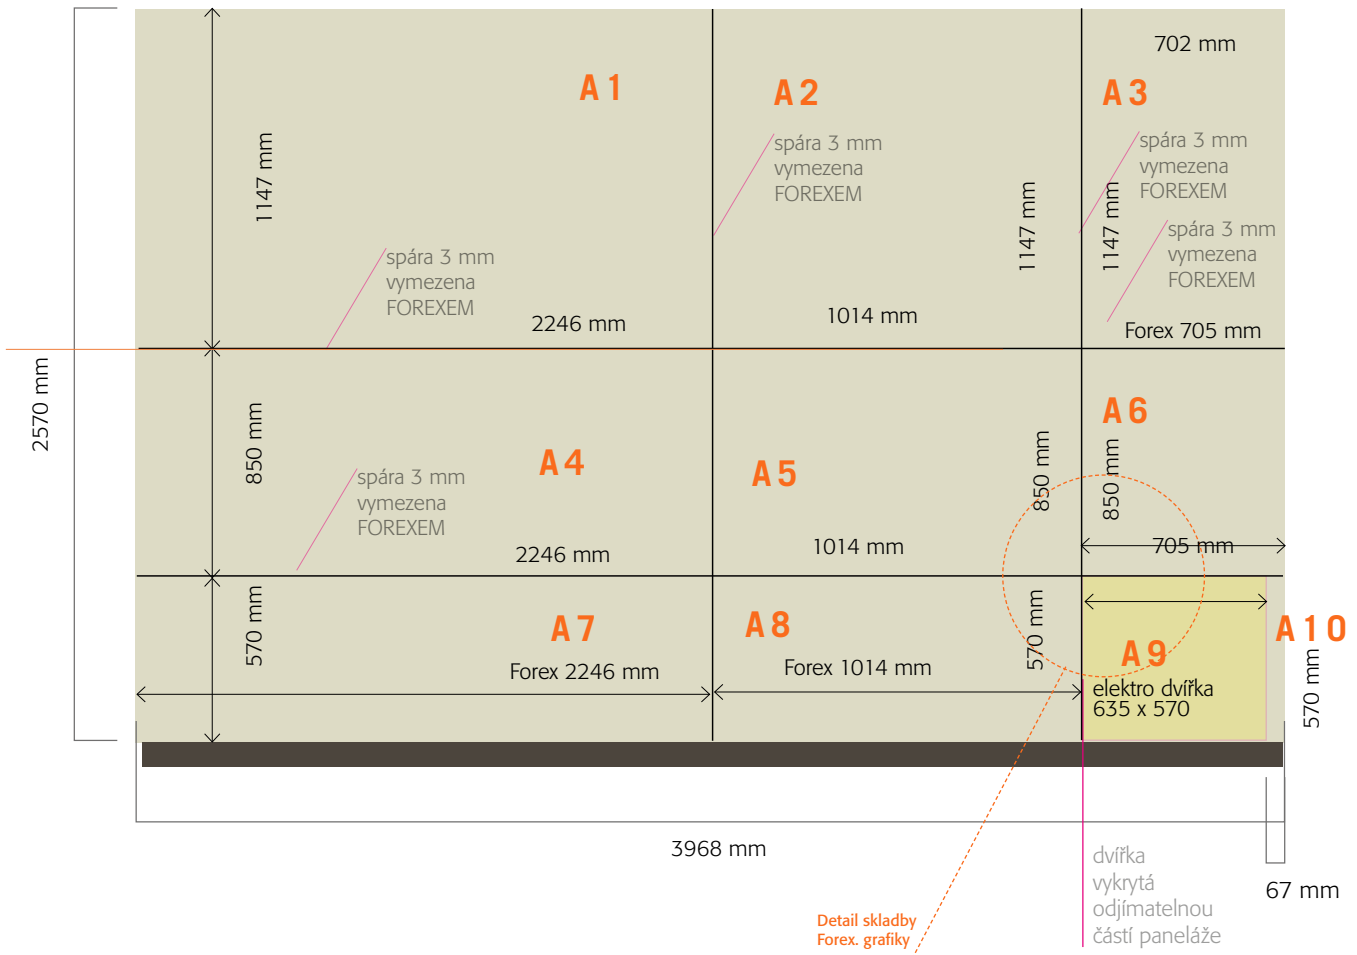 702 mm
A1
A2
A3
spára 3 mm
vymezena
FOREXEM
spára 3 mm
vymezena
FOREXEM
1147 mm
1147 mm
1147 mm
spára 3 mm
vymezena
FOREXEM
spára 3 mm
vymezena
FOREXEM
2246 mm
1014 mm
Forex 705 mm
2570 mm
A6
850 mm
850 mm
850 mm
A4
A5
spára 3 mm
vymezena
FOREXEM
2246 mm
1014 mm
705 mm
570 mm
570 mm
A7
A8
A9
A10
Forex 2246 mm
Forex 1014 mm
elektro dvířka
635 x 570
570 mm
3968 mm
67 mm
dvířka
vykrytá
odjímatelnou
částí paneláže
Detail skladby
Forex. grafiky